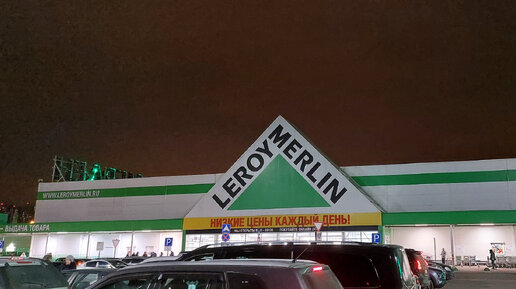 LEROY
MERLIN
WWW.LEROYMERLIN.RU
НИЗКИЕ ЦЕНЫ КАЖДЫЙ ДЕНЬ!
ВЫДАЧА ТОВАРА
P
P